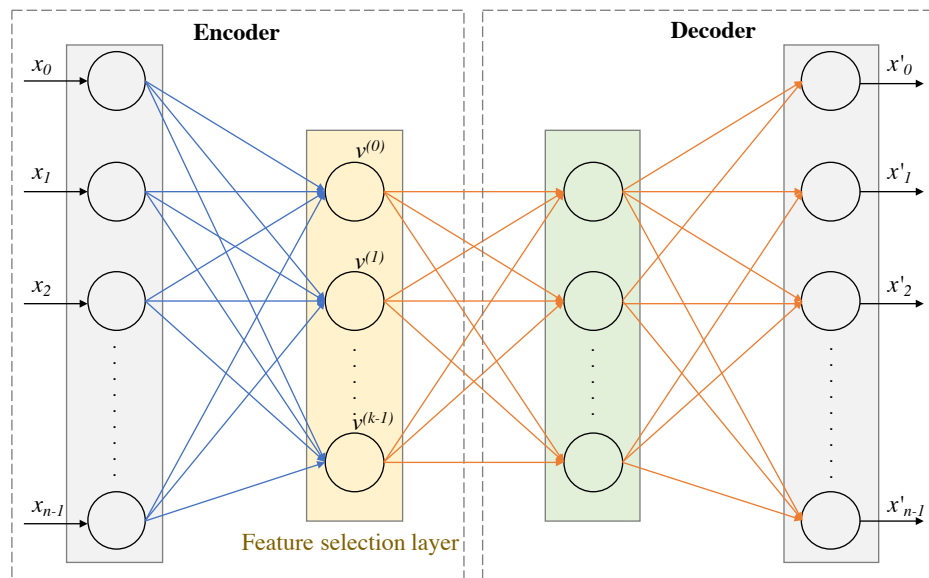 Encoder
Decoder
x0
x1
x2
xn-1
v(0)
v(1)
v(k-1)
Feature selection layer
x'0
x'1
x'2
x'n-1